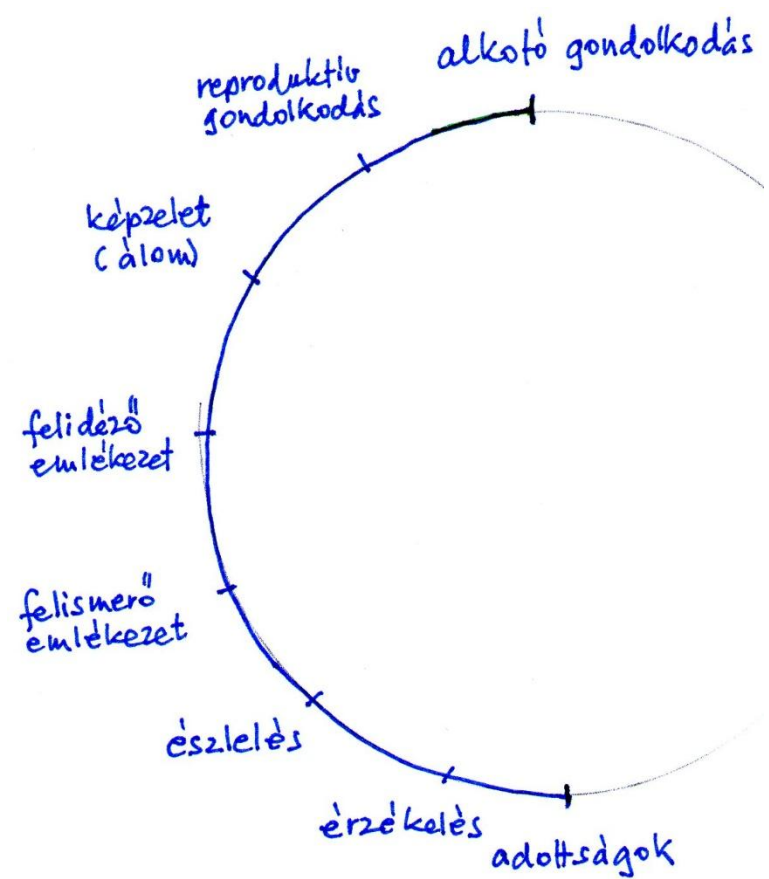 alkotó gondolkodás
reproduktív
gondolkodás
képzelet
(álom)
felidéző
emlékezet
felismerő
emlékezet
észlelés
érzékelés
adottságok